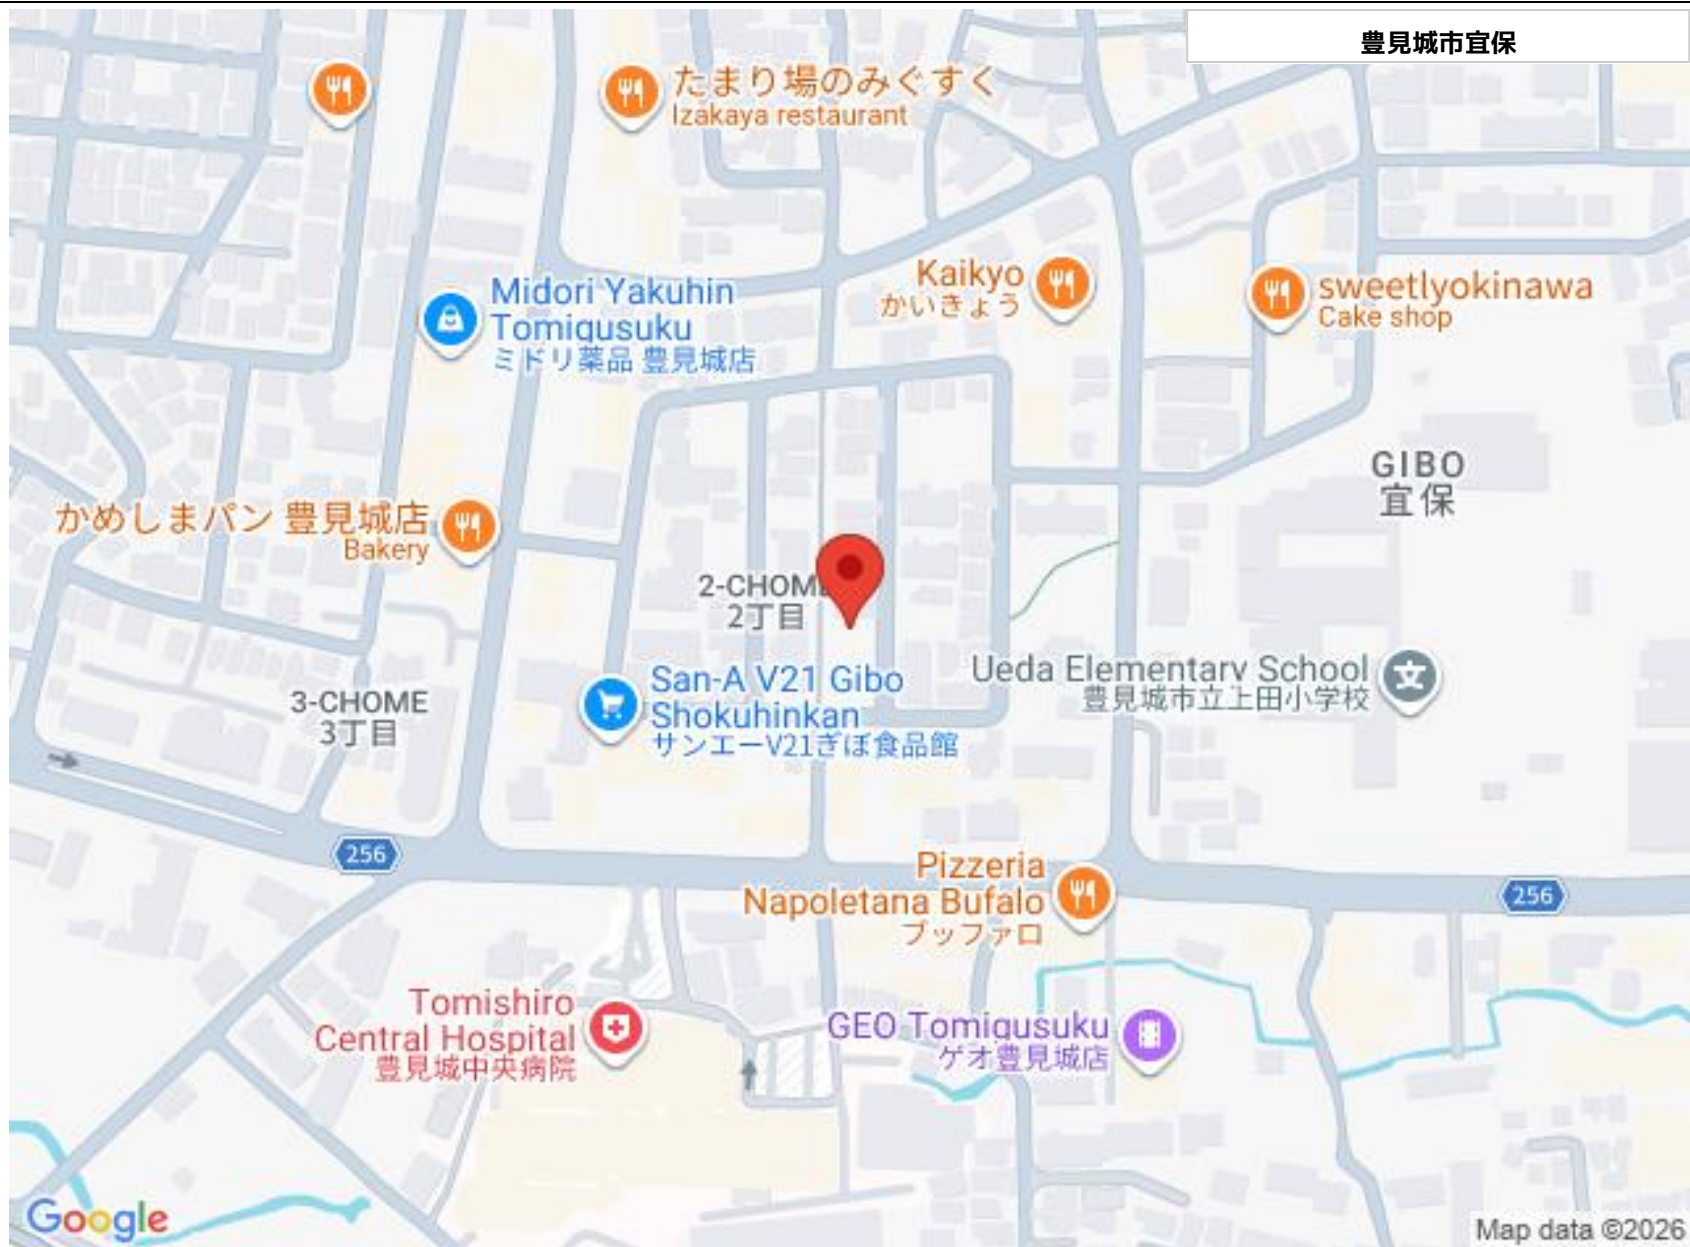 豊見城市宜保
たまり場のみぐすく
Izakaya restaurant
Midori Yakuhin
Tomigusuku
ミドリ薬品 豊見城店
Kaikyo
かいきょう
sweetlyokinawa
Cake shop
GIBO
宜保
かめしまパン 豊見城店
Bakery
2-CHOME
2丁目
3-CHOME
3丁目
San-A V21 Gibo
Shokuhinkan
サンエーV21ぎぼ食品館
Ueda Elementary School
豊見城市立上田小学校
256
Pizzeria
Napoletana Bufalo
ブッファロ
256
Tomishiro
Central Hospital
豊見城中央病院
GEO Tomigusuku
ゲオ豊見城店
Google
Map data ©2026